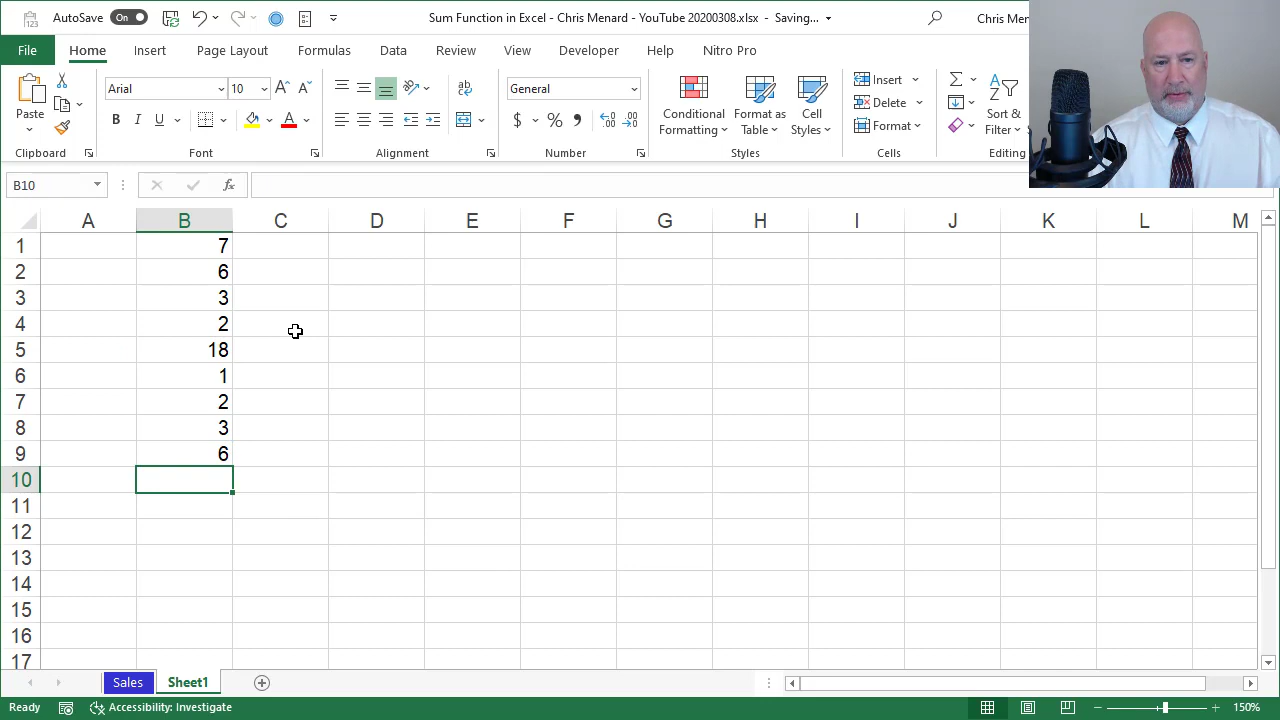 AutoSave On Sum Function in Excel - Chris Menard - YouTube 20200308.xlsx - Saving... Chris Men
File Home Insert Page Layout Formulas Data Review View Developer Help Nitro Pro
Paste
Clipboard
Arial 10
B I U
Font
Alignment
General
$ % ,
Number
Conditional Formatting
Format as Table
Cell Styles
Styles
Insert
Delete
Format
Cells
Sort & Filter
Editing
B10 fx
A B C D E F G H I J K L M
1 7
2 6
3 3
4 2
5 18
6 1
7 2
8 3
9 6
10
11
12
13
14
15
16
17
Sales Sheet1
Ready Accessibility: Investigate 150%